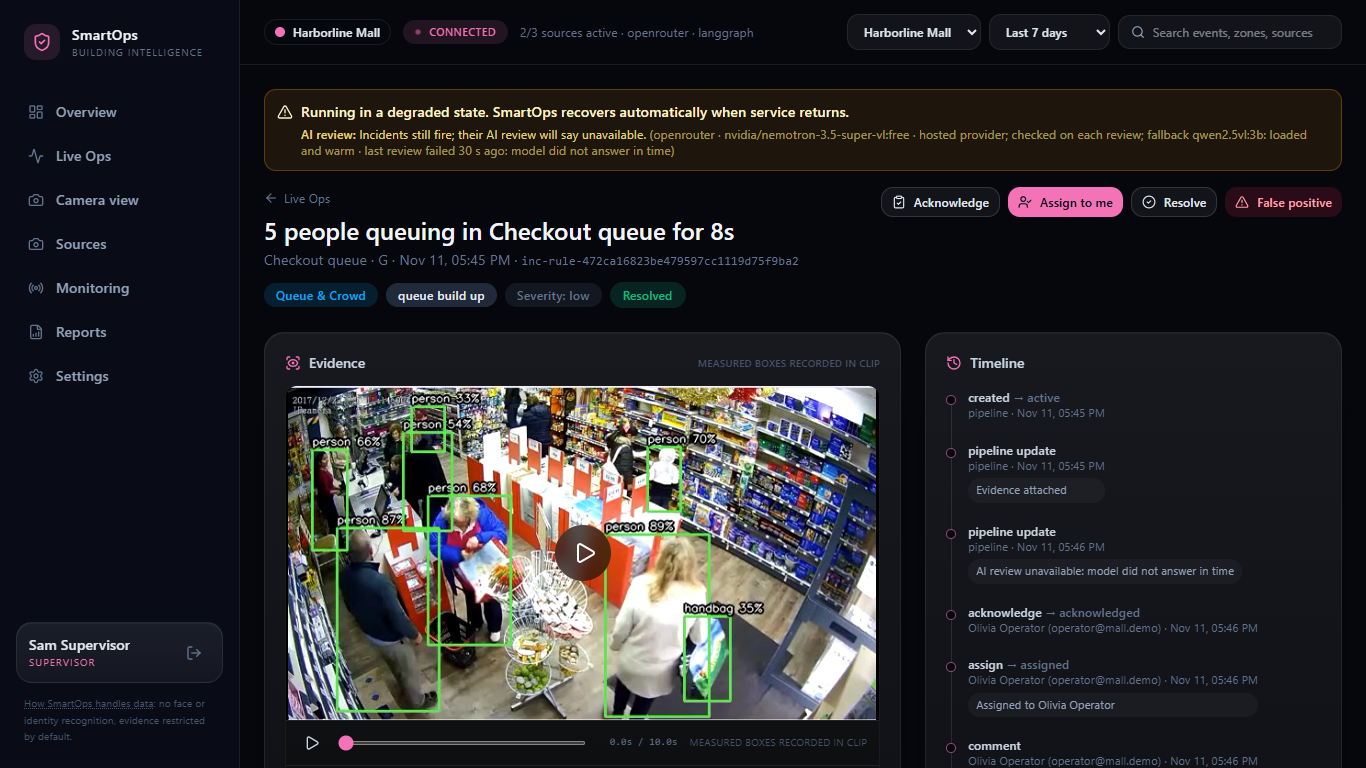 SmartOps
BUILDING INTELLIGENCE
Harborline Mall
CONNECTED
2/3 sources active · openrouter · langgraph
Harborline Mall
Last 7 days
Search events, zones, sources
Overview
Live Ops
Camera view
Sources
Monitoring
Reports
Settings
Sam Supervisor
SUPERVISOR
How SmartOps handles data: no face or
identity recognition, evidence restricted
by default.
Running in a degraded state. SmartOps recovers automatically when service returns.
AI review: Incidents still fire; their AI review will say unavailable. (openrouter · nvidia/nemotron-3.5-super-vl:free · hosted provider; checked on each review; fallback qwen2.5vl:3b: loaded
and warm · last review failed 30 s ago: model did not answer in time)
← Live Ops
Acknowledge
Assign to me
Resolve
False positive
5 people queuing in Checkout queue for 8s
Checkout queue · G · Nov 11, 05:45 PM · inc-rule-472ca16823be479597cc1119d75f9ba2
Queue & Crowd
queue build up
Severity: low
Resolved
Evidence
MEASURED BOXES RECORDED IN CLIP
person 33%
person 54%
person 66%
person 70%
person 68%
person 87%
person 89%
handbag 35%
0.0s / 10.0s
MEASURED BOXES RECORDED IN CLIP
Timeline
created → active
pipeline · Nov 11, 05:45 PM
pipeline update
pipeline · Nov 11, 05:45 PM
Evidence attached
pipeline update
pipeline · Nov 11, 05:46 PM
AI review unavailable: model did not answer in time
acknowledge → acknowledged
Olivia Operator (operator@mall.demo) · Nov 11, 05:46 PM
assign → assigned
Olivia Operator (operator@mall.demo) · Nov 11, 05:46 PM
Assigned to Olivia Operator
comment
Olivia Operator (operator@mall.demo) · Nov 11, 05:46 PM